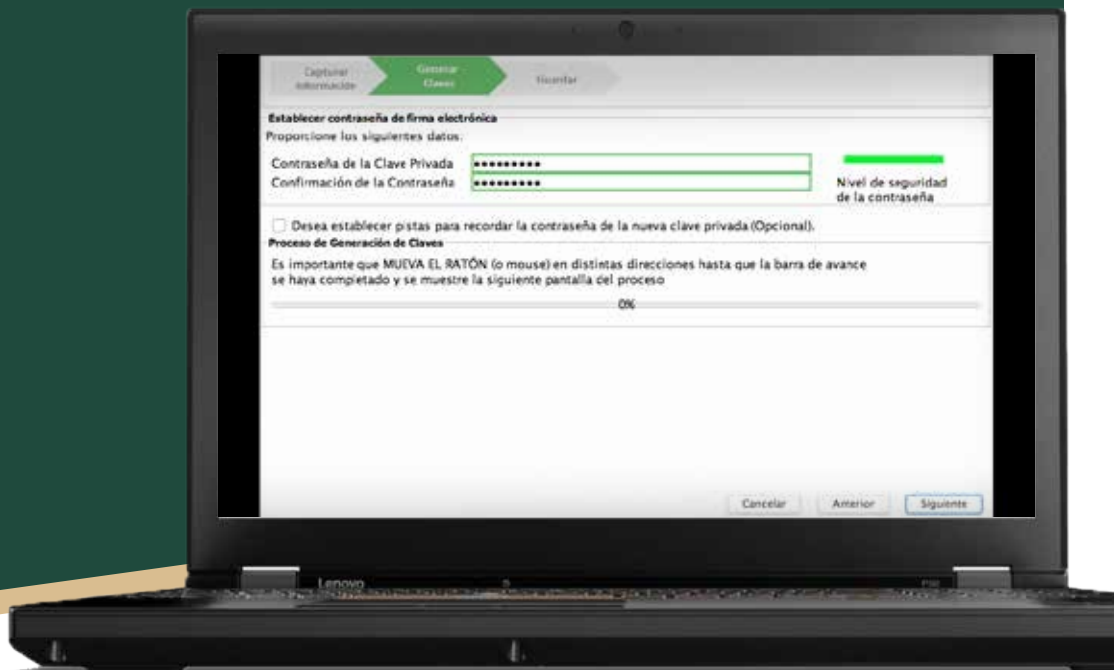 Capturar
Información
Generar
Claves
Guardar
Establecer contraseña de firma electrónica
Proporcione los siguientes datos.
Contraseña de la Clave Privada •••••••••
Confirmación de la Contraseña •••••••••
Nivel de seguridad
de la contraseña
Desea establecer pistas para recordar la contraseña de la nueva clave privada(Opcional).
Proceso de Generación de Claves
Es importante que MUEVA EL RATÓN (o mouse) en distintas direcciones hasta que la barra de avance
se haya completado y se muestre la siguiente pantalla del proceso
0%
Cancelar
Anterior
Siguiente
Lenovo